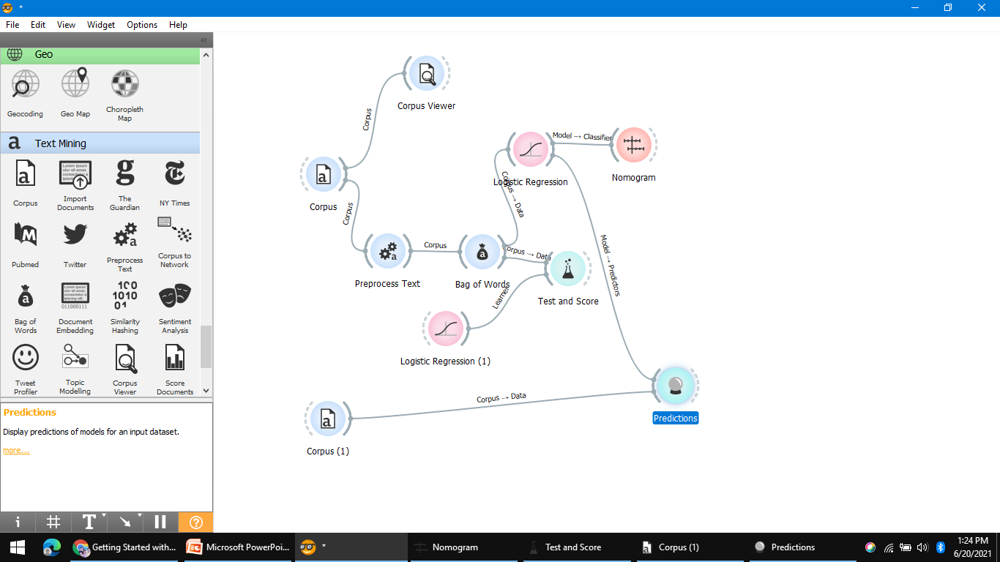 *
File Edit View Widget Options Help
Geo
Geocoding
Geo Map
Choropleth
Map
a Text Mining
Corpus
Import
Documents
The
Guardian
NY Times
Pubmed
Twitter
Preprocess
Text
Corpus to
Network
Bag of
Words
Document
Embedding
Similarity
Hashing
Sentiment
Analysis
Tweet
Profiler
Topic
Modelling
Corpus
Viewer
Score
Documents
Predictions
Display predictions of models for an input dataset.
more...
Corpus Viewer
Corpus
Corpus
Corpus
Preprocess Text
Corpus
Bag of Words
Corpus → Data
Logistic Regression
Model → Classifier
Nomogram
Corpus → Data
Test and Score
Learner
Logistic Regression (1)
Model → Predictors
Corpus (1)
Corpus → Data
Predictions
Getting Started with...
Microsoft PowerPoi...
*
Nomogram
Test and Score
Corpus (1)
Predictions
1:24 PM
6/20/2021